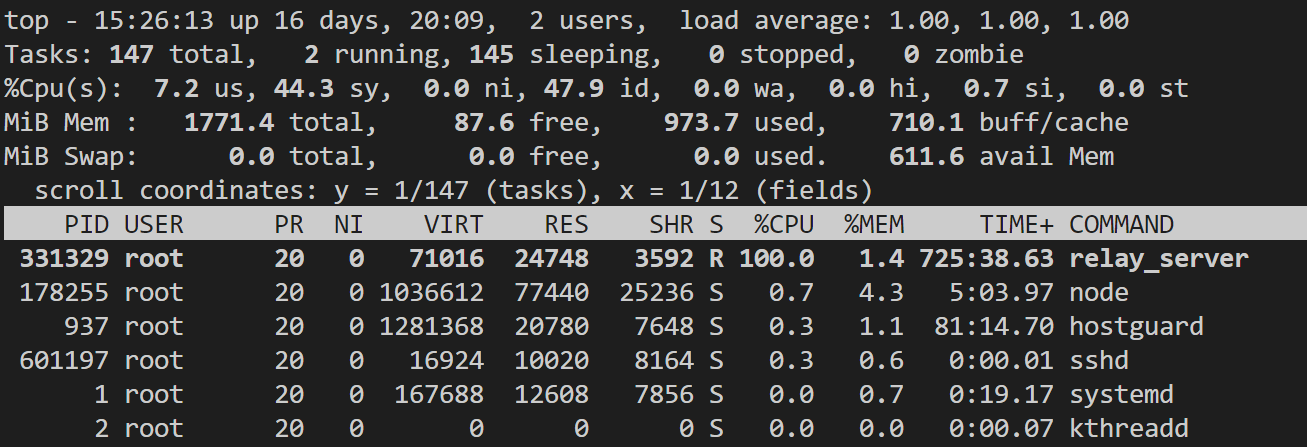 top - 15:26:13 up 16 days, 20:09,  2 users,  load average: 1.00, 1.00, 1.00
Tasks: 147 total,   2 running, 145 sleeping,   0 stopped,   0 zombie
%Cpu(s):  7.2 us, 44.3 sy,  0.0 ni, 47.9 id,  0.0 wa,  0.0 hi,  0.7 si,  0.0 st
MiB Mem :   1771.4 total,     87.6 free,    973.7 used,    710.1 buff/cache
MiB Swap:      0.0 total,      0.0 free,      0.0 used.    611.6 avail Mem
  scroll coordinates: y = 1/147 (tasks), x = 1/12 (fields)
    PID USER      PR  NI    VIRT    RES    SHR S  %CPU  %MEM     TIME+ COMMAND
 331329 root      20   0   71016  24748   3592 R 100.0   1.4 725:38.63 relay_server
 178255 root      20   0 1036612  77440  25236 S   0.7   4.3   5:03.97 node
    937 root      20   0 1281368  20780   7648 S   0.3   1.1  81:14.70 hostguard
 601197 root      20   0   16924  10020   8164 S   0.3   0.6   0:00.01 sshd
      1 root      20   0  167688  12608   7856 S   0.0   0.7   0:19.17 systemd
      2 root      20   0       0      0      0 S   0.0   0.0   0:00.07 kthreadd